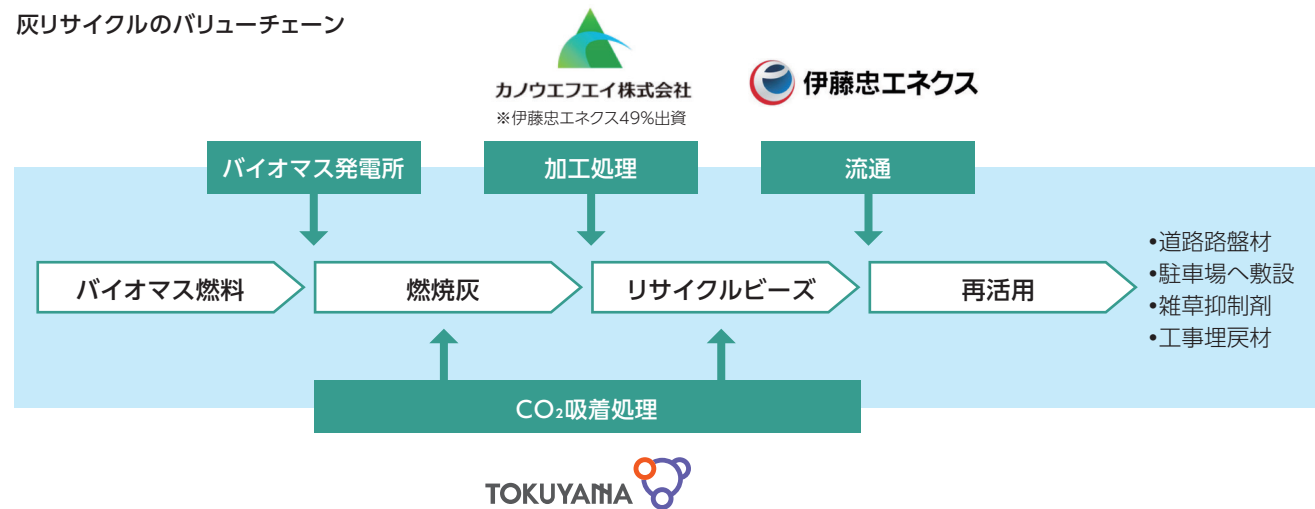 灰リサイクルのバリューチェーン
カノウエフエイ株式会社
※伊藤忠エネクス49%出資
伊藤忠エネクス
バイオマス発電所
加工処理
流通
バイオマス燃料
燃焼灰
リサイクルビーズ
再活用
•道路路盤材
•駐車場へ敷設
•雑草抑制剤
•工事埋戻材
CO₂吸着処理
TOKUYAMA